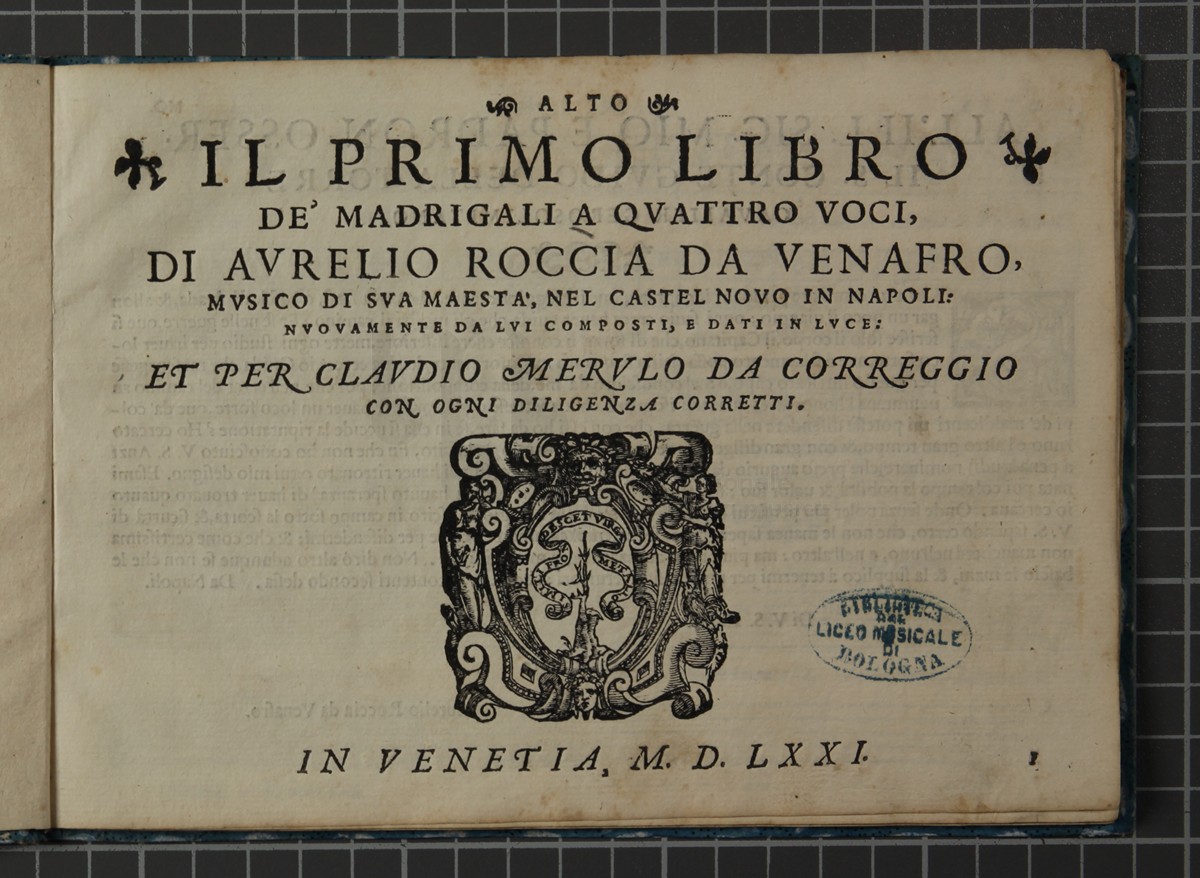 ALTO
IL PRIMO LIBRO
DE' MADRIGALI A QVATTRO VOCI,
DI AVRELIO ROCCIA DA VENAFRO,
MVSICO DI SVA MAESTA', NEL CASTEL NOVO IN NAPOLI:
NVOVAMENTE DA LVI COMPOSTI, E DATI IN LVCE:
ET PER CLAVDIO MERVLO DA CORREGGIO
CON OGNI DILIGENZA CORRETTI.
BIBLIOTECA
DEL
LICEO MUSICALE
DI
BOLOGNA
IN VENETIA, M. D. LXXI.